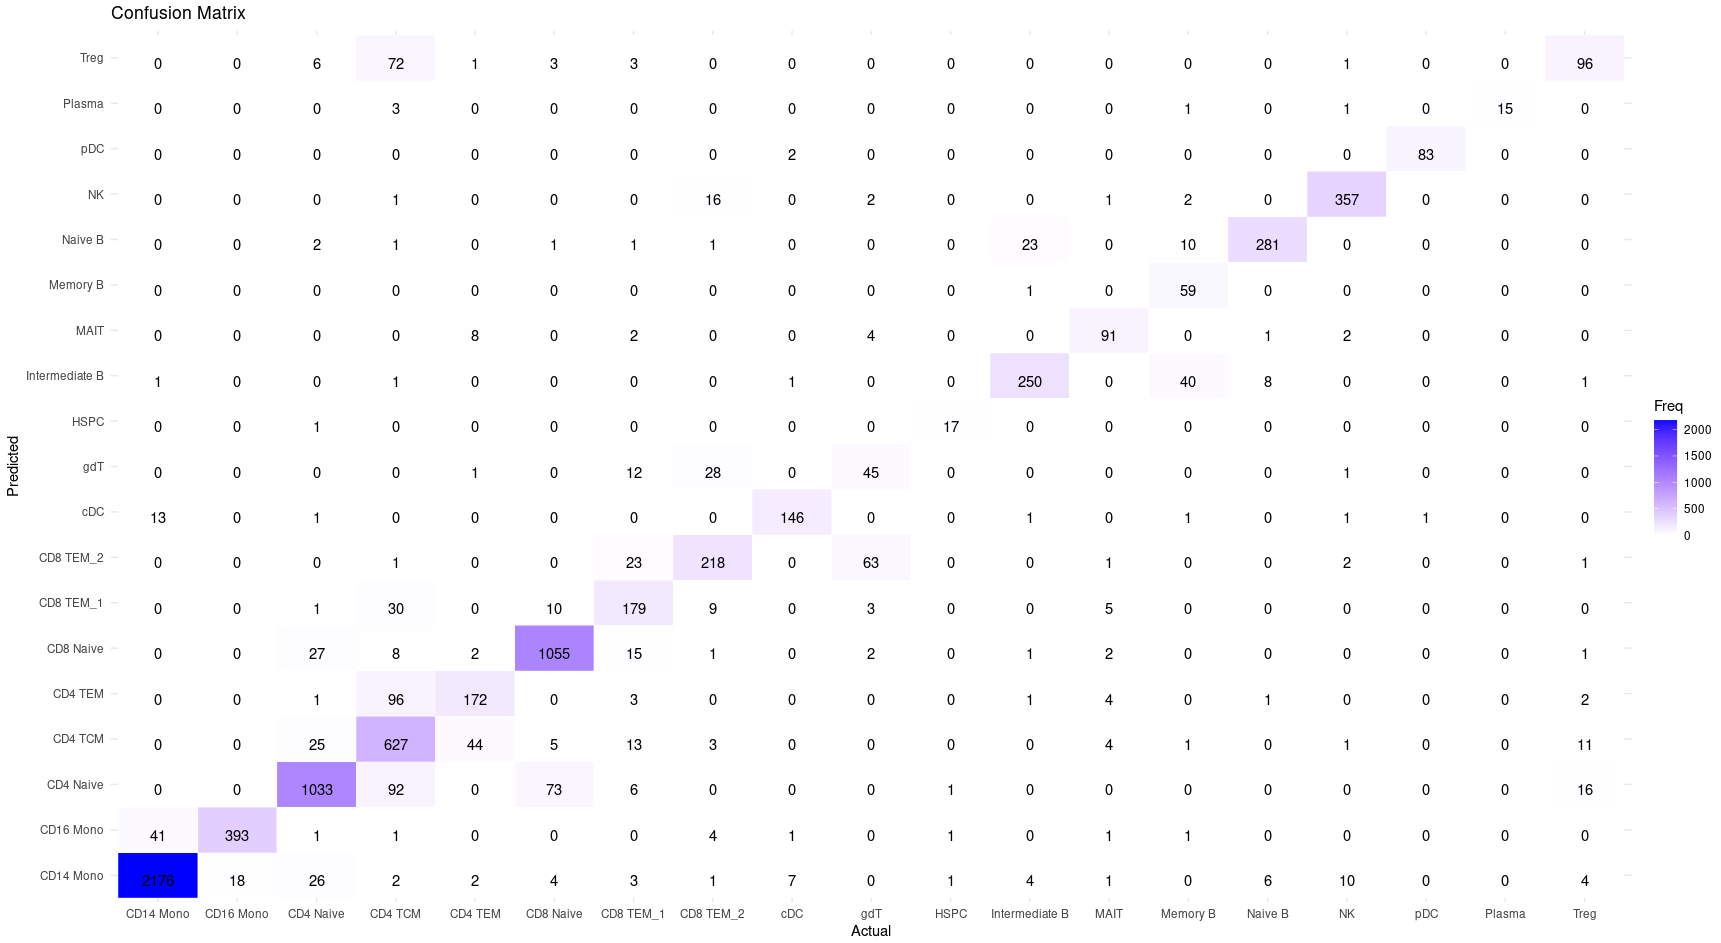 Confusion Matrix
Treg 0 0 6 72 1 3 3 0 0 0 0 0 0 0 0 1 0 0 96
Plasma 0 0 0 3 0 0 0 0 0 0 0 0 0 1 0 1 0 15 0
pDC 0 0 0 0 0 0 0 0 2 0 0 0 0 0 0 0 83 0 0
NK 0 0 0 1 0 0 0 16 0 2 0 0 1 2 0 357 0 0 0
Naive B 0 0 2 1 0 1 1 1 0 0 0 23 0 10 281 0 0 0 0
Memory B 0 0 0 0 0 0 0 0 0 0 0 1 0 59 0 0 0 0 0
MAIT 0 0 0 0 8 0 2 0 0 4 0 0 91 0 1 2 0 0 0
Intermediate B 1 0 0 1 0 0 0 0 1 0 0 250 0 40 8 0 0 0 1
HSPC 0 0 1 0 0 0 0 0 0 0 17 0 0 0 0 0 0 0 0
gdT 0 0 0 0 1 0 12 28 0 45 0 0 0 0 0 1 0 0 0
cDC 13 0 1 0 0 0 0 0 146 0 0 1 0 1 0 1 1 0 0
CD8 TEM_2 0 0 0 1 0 0 23 218 0 63 0 0 1 0 0 2 0 0 1
CD8 TEM_1 0 0 1 30 0 10 179 9 0 3 0 0 5 0 0 0 0 0 0
CD8 Naive 0 0 27 8 2 1055 15 1 0 2 0 1 2 0 0 0 0 0 1
CD4 TEM 0 0 1 96 172 0 3 0 0 0 0 1 4 0 1 0 0 0 2
CD4 TCM 0 0 25 627 44 5 13 3 0 0 0 0 4 1 0 1 0 0 11
CD4 Naive 0 0 1033 92 0 73 6 0 0 0 1 0 0 0 0 0 0 0 16
CD16 Mono 41 393 1 1 0 0 0 4 1 0 1 0 1 1 0 0 0 0 0
CD14 Mono 2176 18 26 2 2 4 3 1 7 0 1 4 1 0 6 10 0 0 4
CD14 Mono CD16 Mono CD4 Naive CD4 TCM CD4 TEM CD8 Naive CD8 TEM_1 CD8 TEM_2 cDC gdT HSPC Intermediate B MAIT Memory B Naive B NK pDC Plasma Treg
Actual
Predicted
Freq
2000
1500
1000
500
0